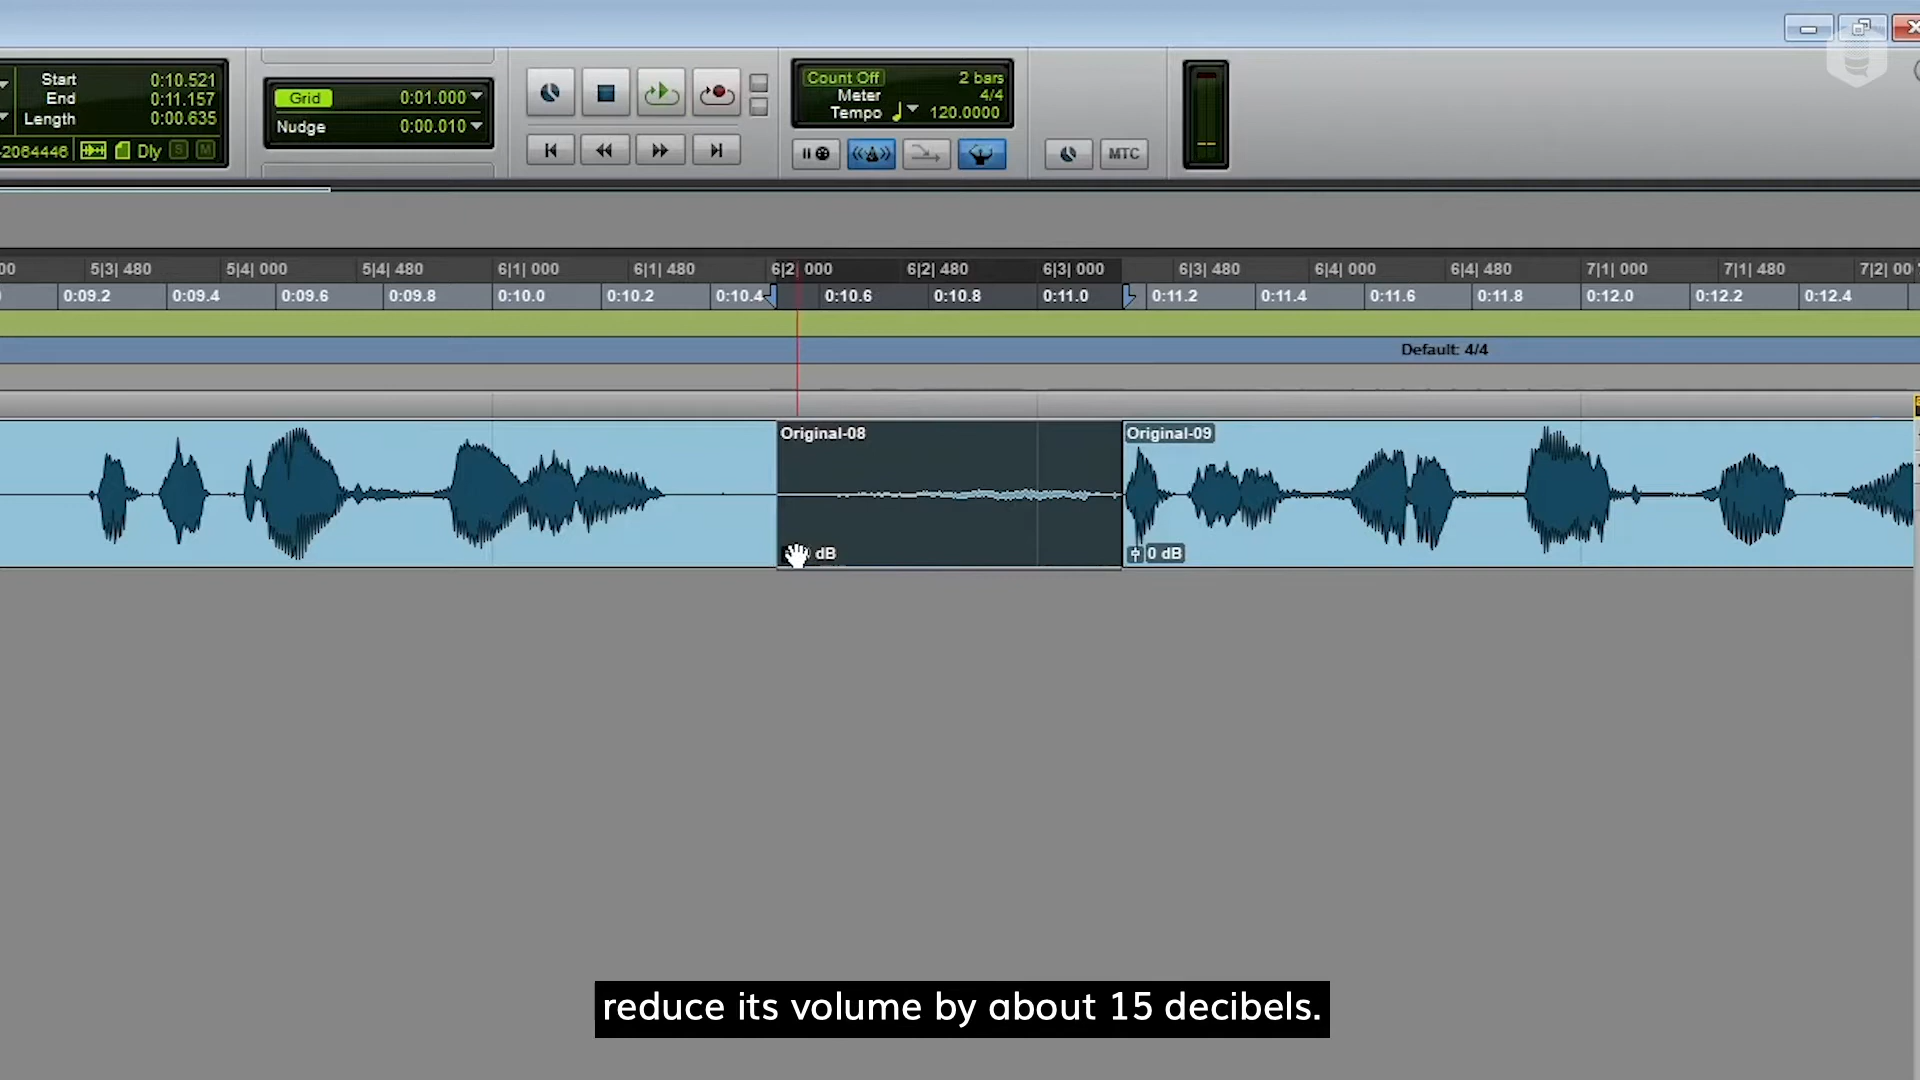 Start 0:10.521
End 0:11.157
Length 0:00.635
2064446 Dly S M
Grid 0:01.000
Nudge 0:00.010
Count Off 2 bars
Meter 4/4
Tempo 120.0000
MTC
00 5|3| 480 5|4| 000 5|4| 480 6|1| 000 6|1| 480 6|2| 000 6|2| 480 6|3| 000 6|3| 480 6|4| 000 6|4| 480 7|1| 000 7|1| 480 7|2| 00
0:09.2 0:09.4 0:09.6 0:09.8 0:10.0 0:10.2 0:10.4 0:10.6 0:10.8 0:11.0 0:11.2 0:11.4 0:11.6 0:11.8 0:12.0 0:12.2 0:12.4
Default: 4/4
Original-08 Original-09
dB 0 dB
reduce its volume by about 15 decibels.